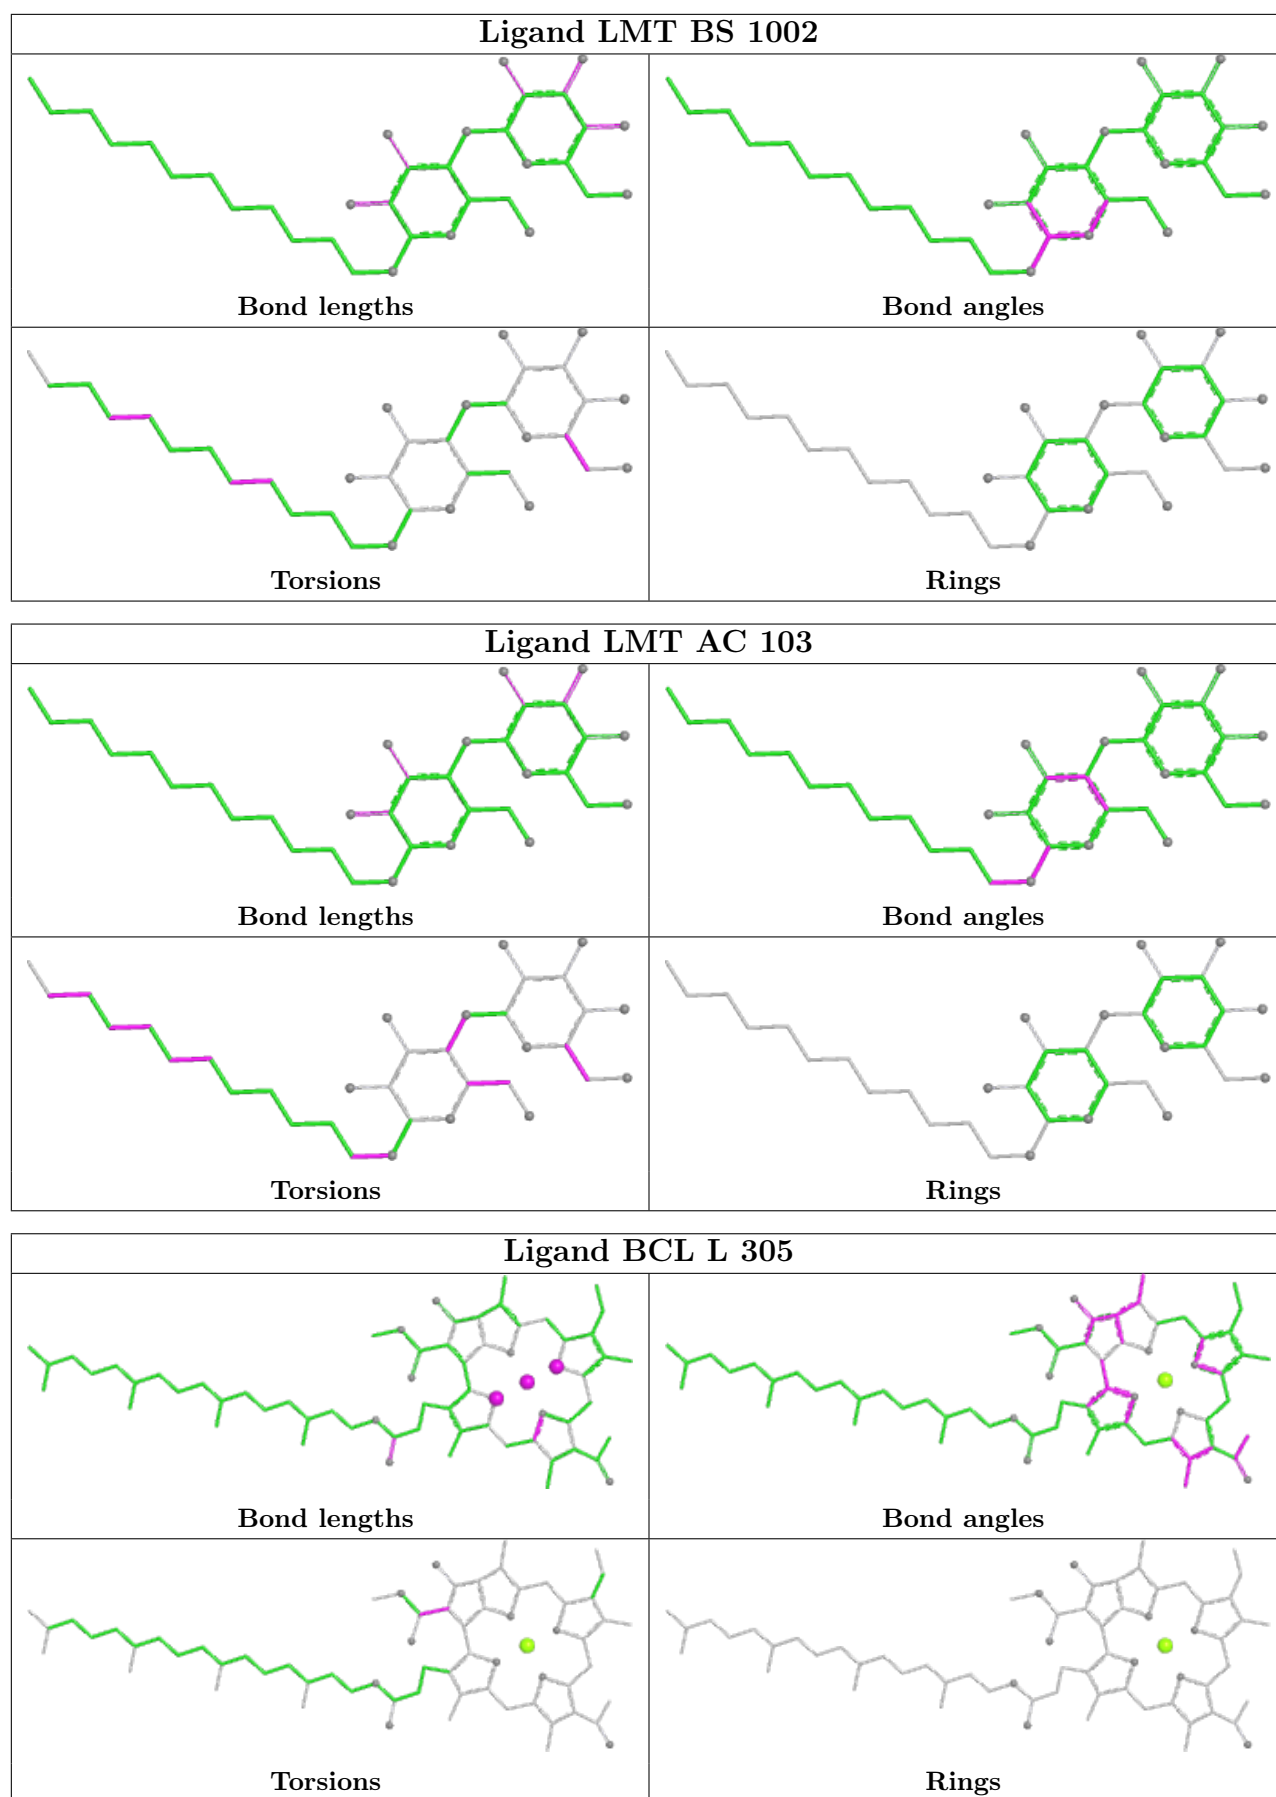 Ligand LMT BS 1002
Bond lengths
Bond angles
Torsions
Rings
Ligand LMT AC 103
Bond lengths
Bond angles
Torsions
Rings
Ligand BCL L 305
Bond lengths
Bond angles
Torsions
Rings